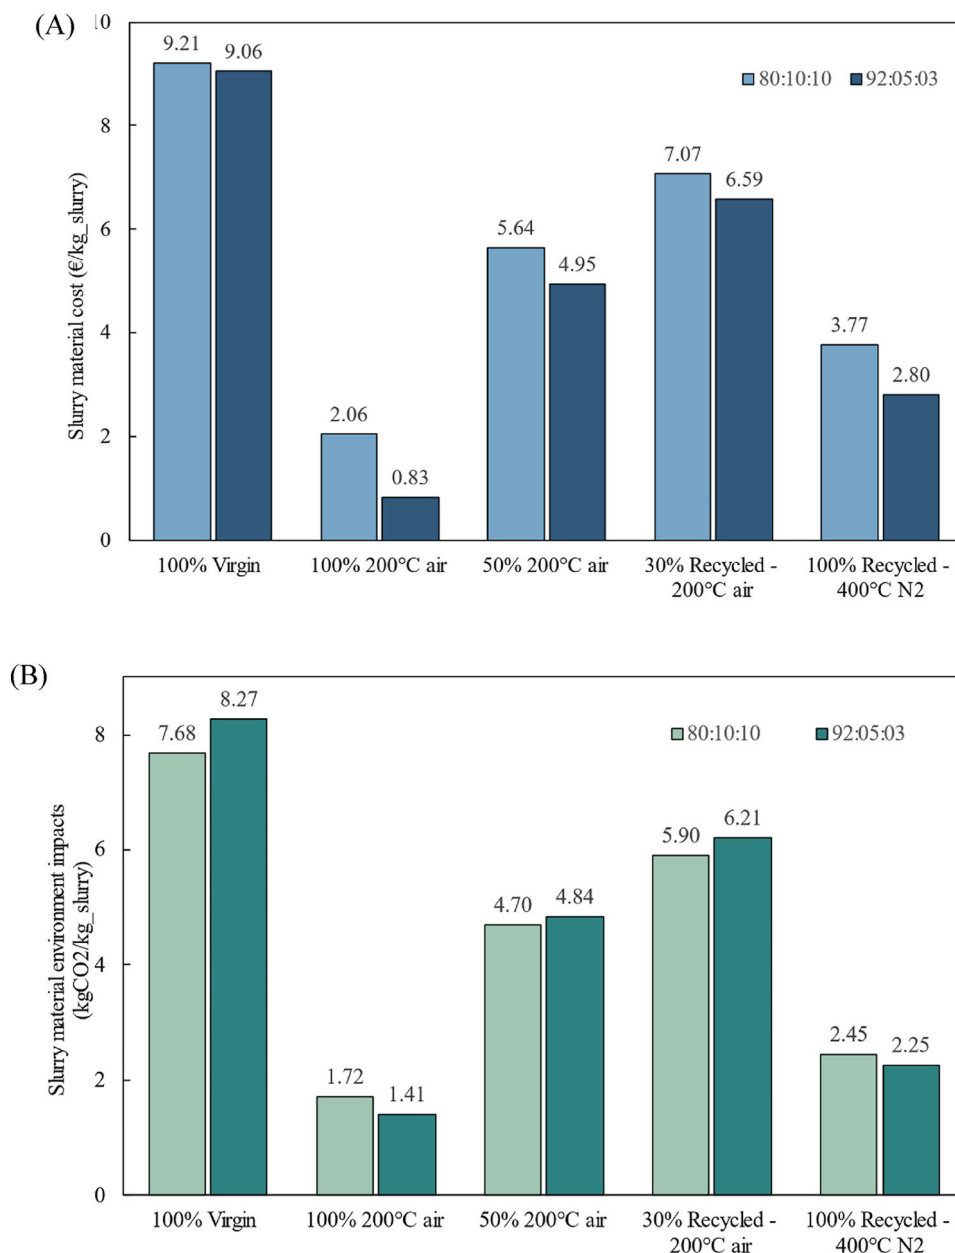 (A)
10
9.21
9.06
80:10:10
92:05:03
8
7.07
6.59
6
5.64
4.95
4
3.77
2.80
2
2.06
0.83
0
Slurry material cost (€/kg_slurry)
100% Virgin
100% 200°C air
50% 200°C air
30% Recycled -
200°C air
100% Recycled -
400°C N2
(B)
8.27
7.68
80:10:10
92:05:03
8
6.21
5.90
6
4.84
4.70
4
2.45
2.25
2
1.72
1.41
0
Slurry material environment impacts
(kgCO2/kg_slurry)
100% Virgin
100% 200°C air
50% 200°C air
30% Recycled -
200°C air
100% Recycled -
400°C N2